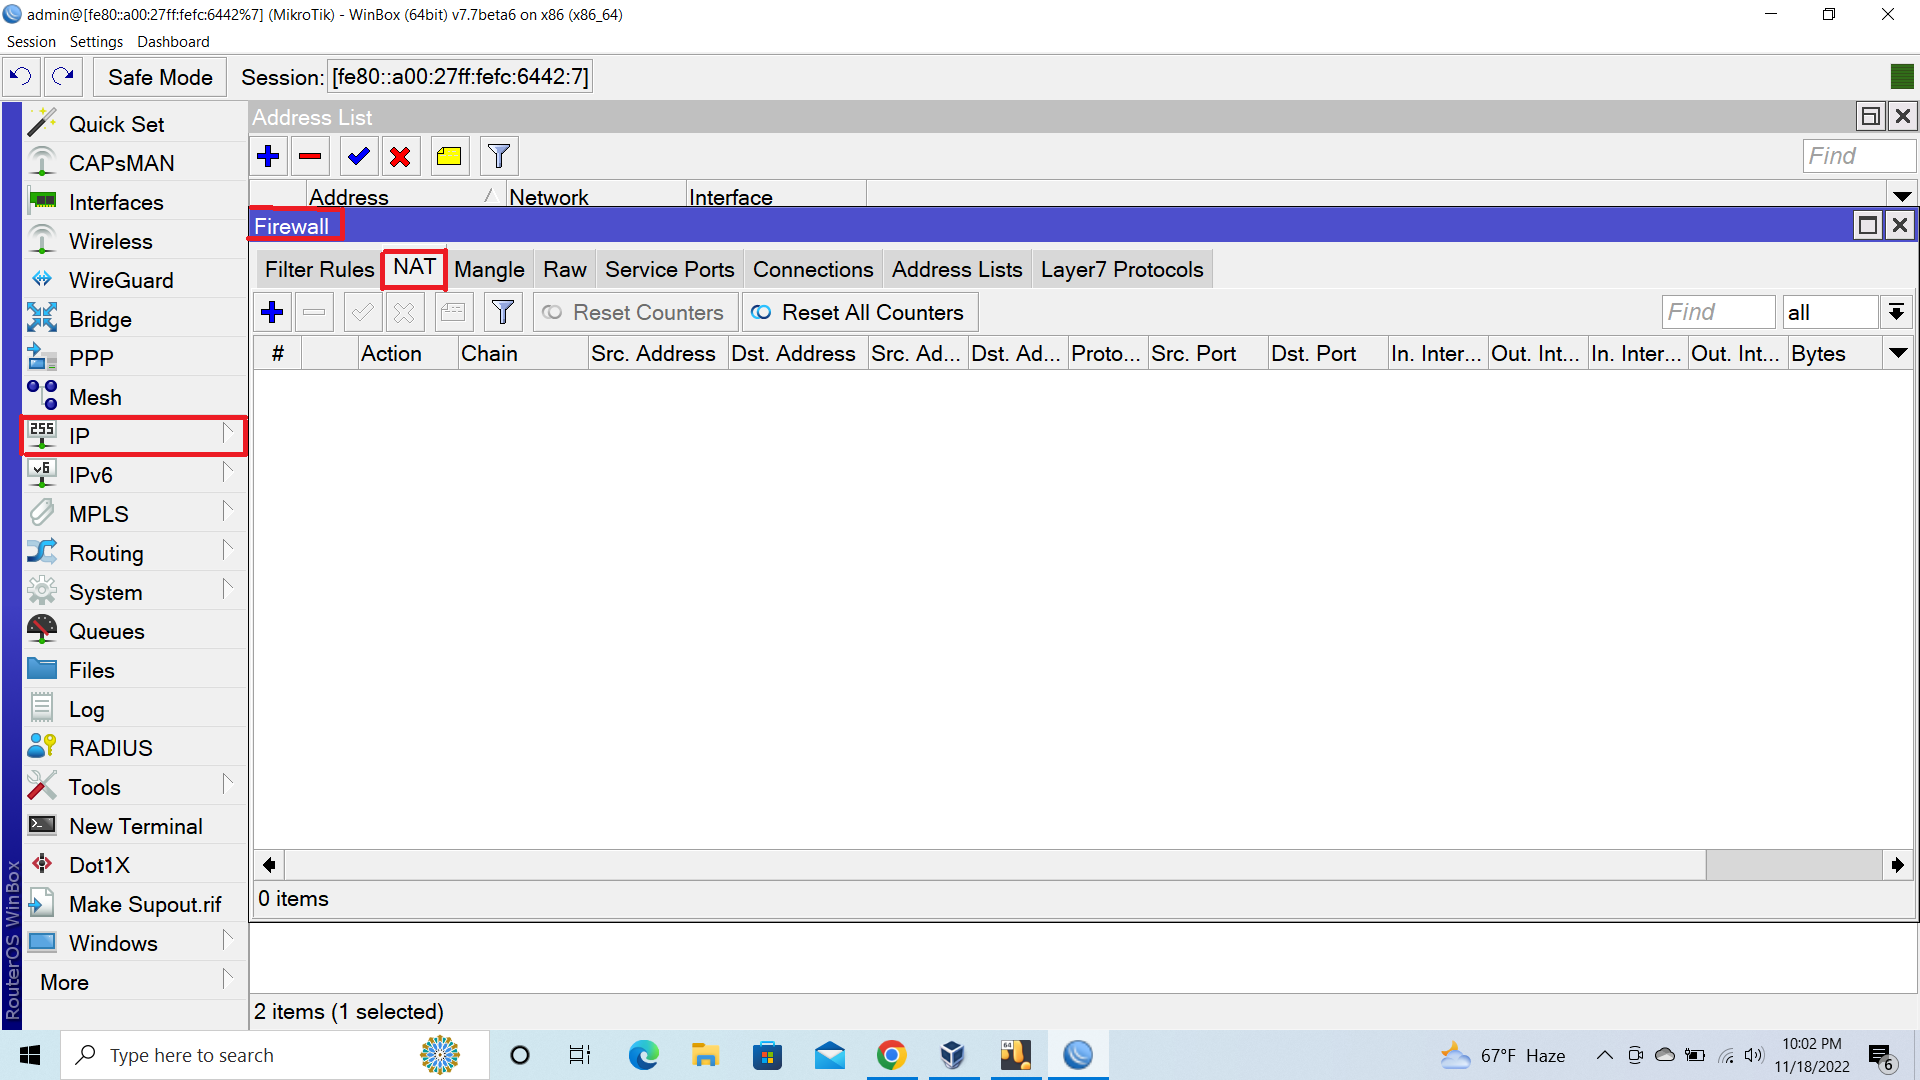 admin@[fe80::a00:27ff:fefc:6442%7] (MikroTik) - WinBox (64bit) v7.7beta6 on x86 (x86_64)
Session Settings Dashboard
Safe Mode Session: [fe80::a00:27ff:fefc:6442:7]
Address List
Find
Address Network Interface
Firewall
Filter Rules NAT Mangle Raw Service Ports Connections Address Lists Layer7 Protocols
Reset Counters Reset All Counters Find all
# Action Chain Src. Address Dst. Address Src. Ad... Dst. Ad... Proto... Src. Port Dst. Port In. Inter... Out. Int... In. Inter... Out. Int... Bytes
0 items
2 items (1 selected)
Quick Set
CAPsMAN
Interfaces
Wireless
WireGuard
Bridge
PPP
Mesh
255 IP
v6 IPv6
MPLS
Routing
System
Queues
Files
Log
RADIUS
Tools
New Terminal
Dot1X
Make Supout.rif
Windows
More
RouterOS WinBox
Type here to search
64
67°F Haze
10:02 PM
11/18/2022
6